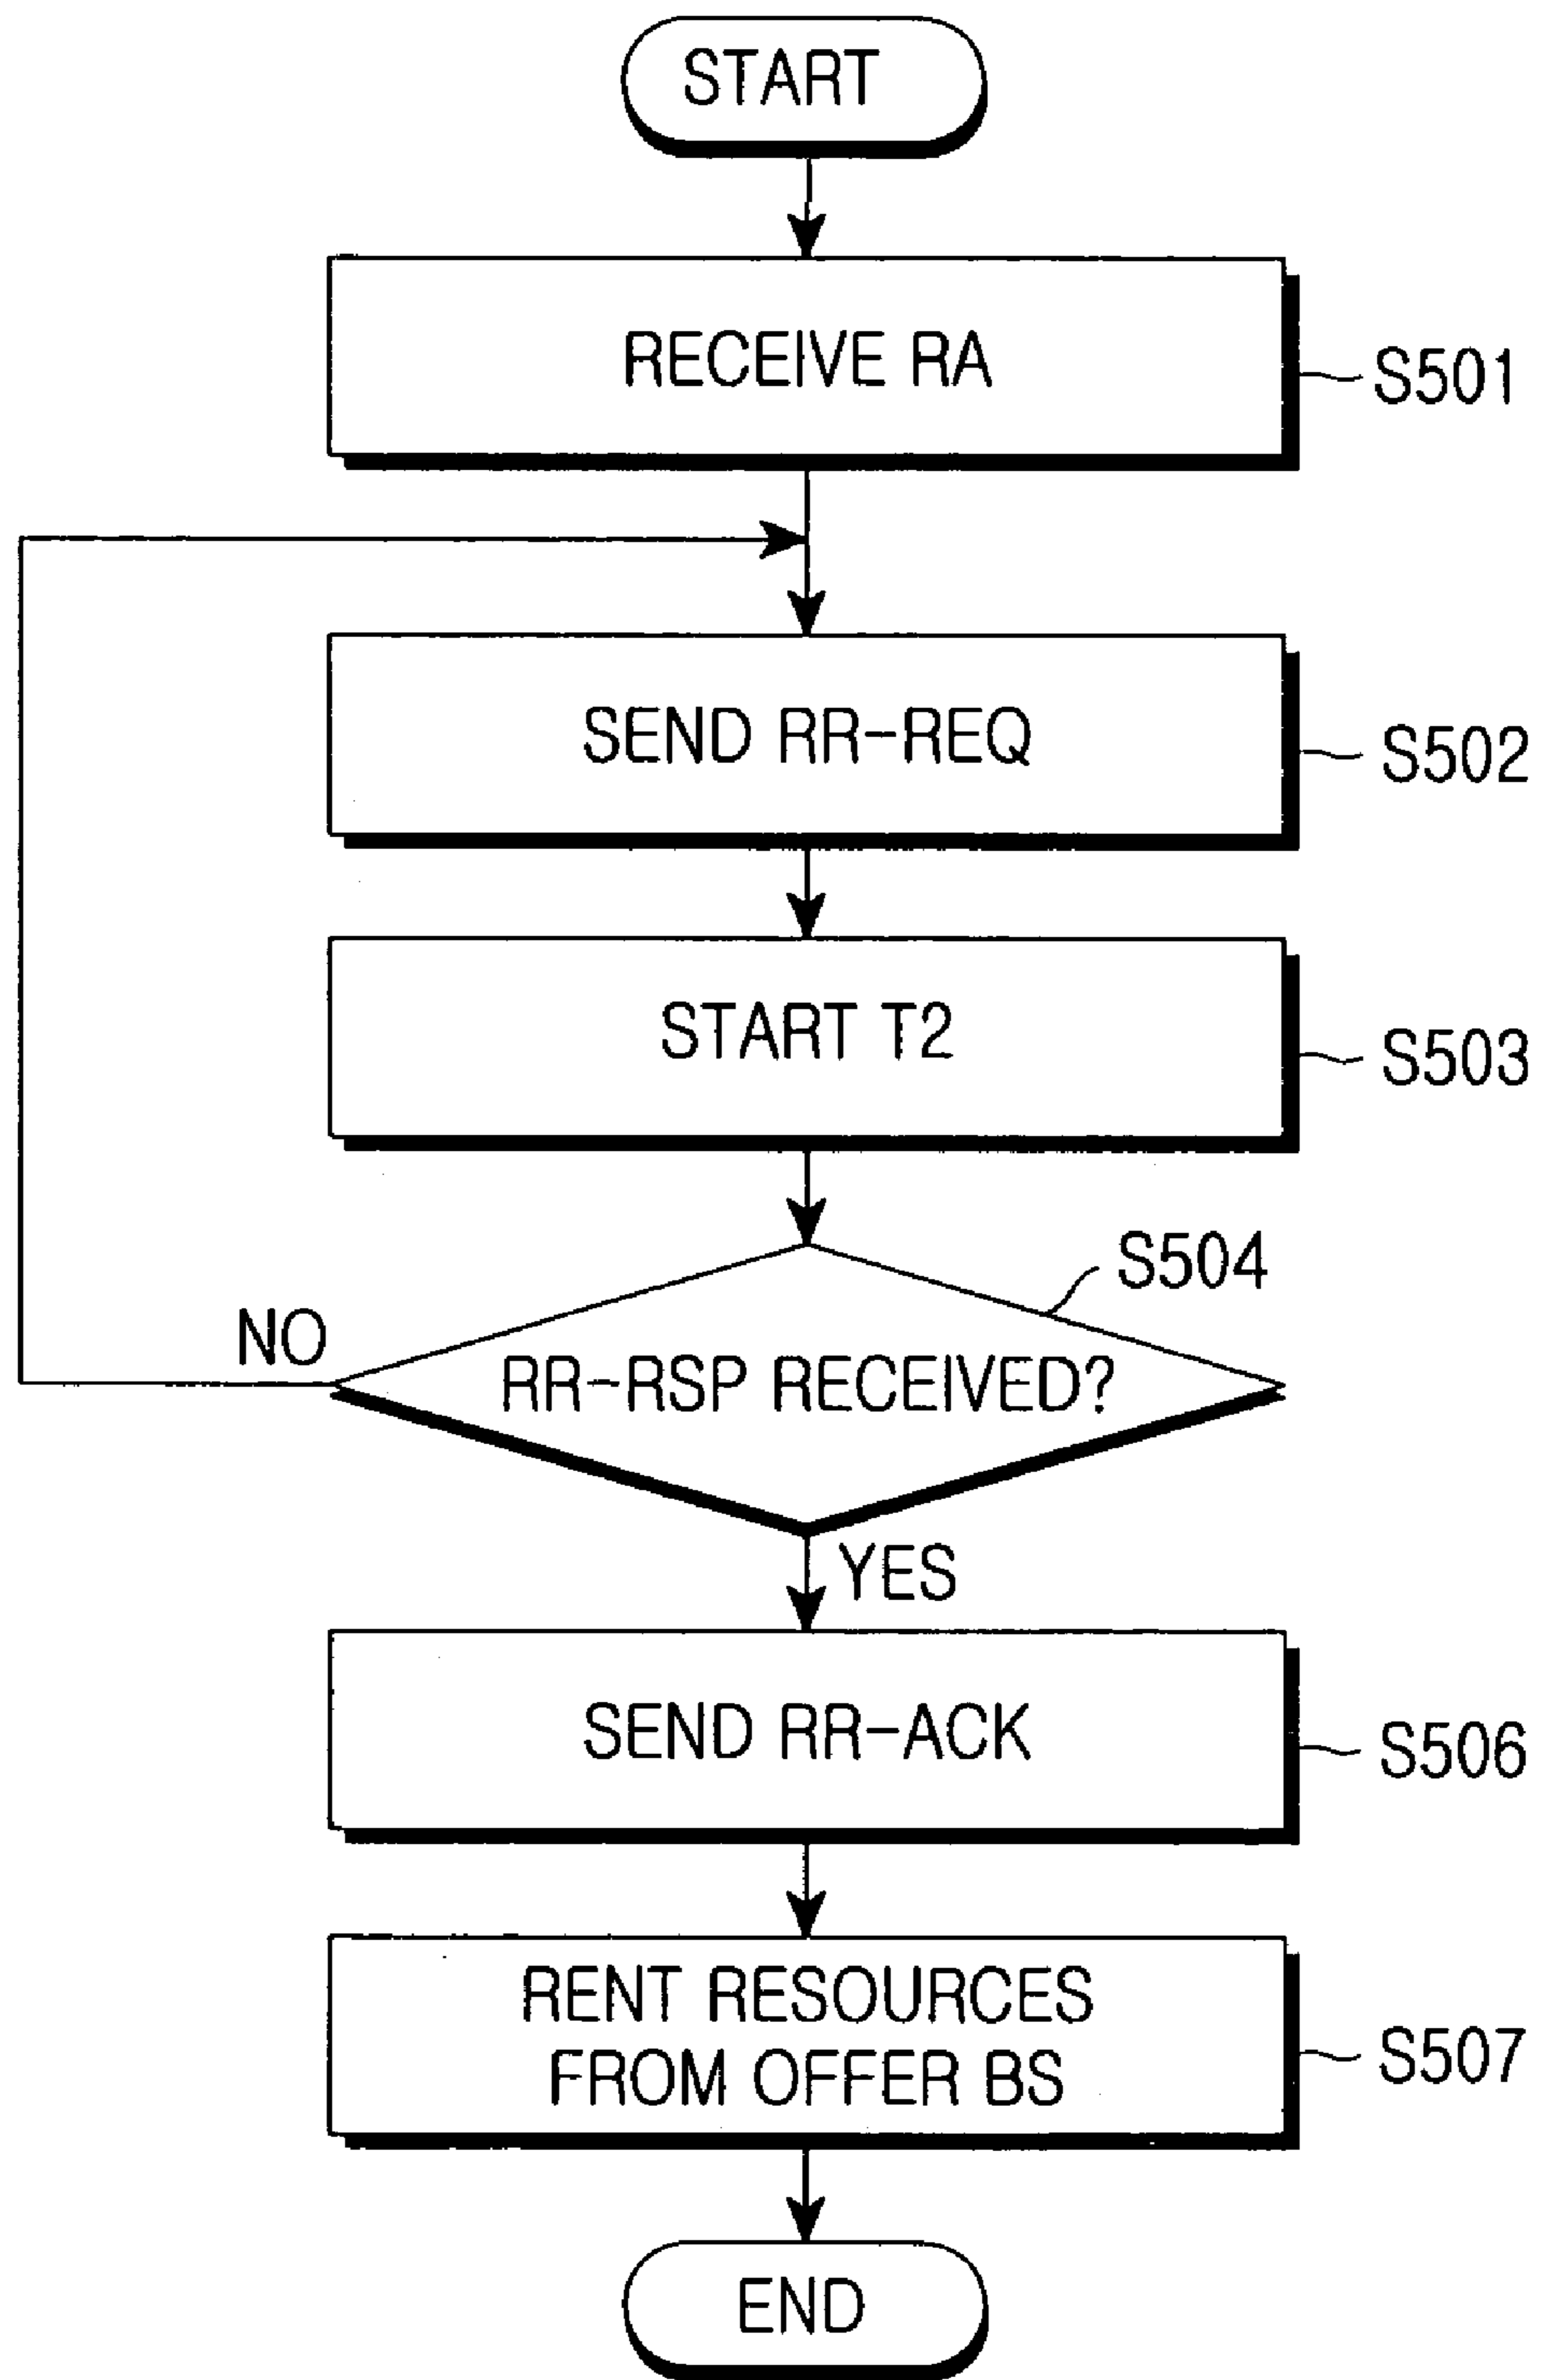 START
RECEIVE RA
S501
SEND RR-REQ
S502
START T2
S503
S504
NO
RR-RSP RECEIVED?
YES
SEND RR-ACK
S506
RENT RESOURCES
FROM OFFER BS
S507
END